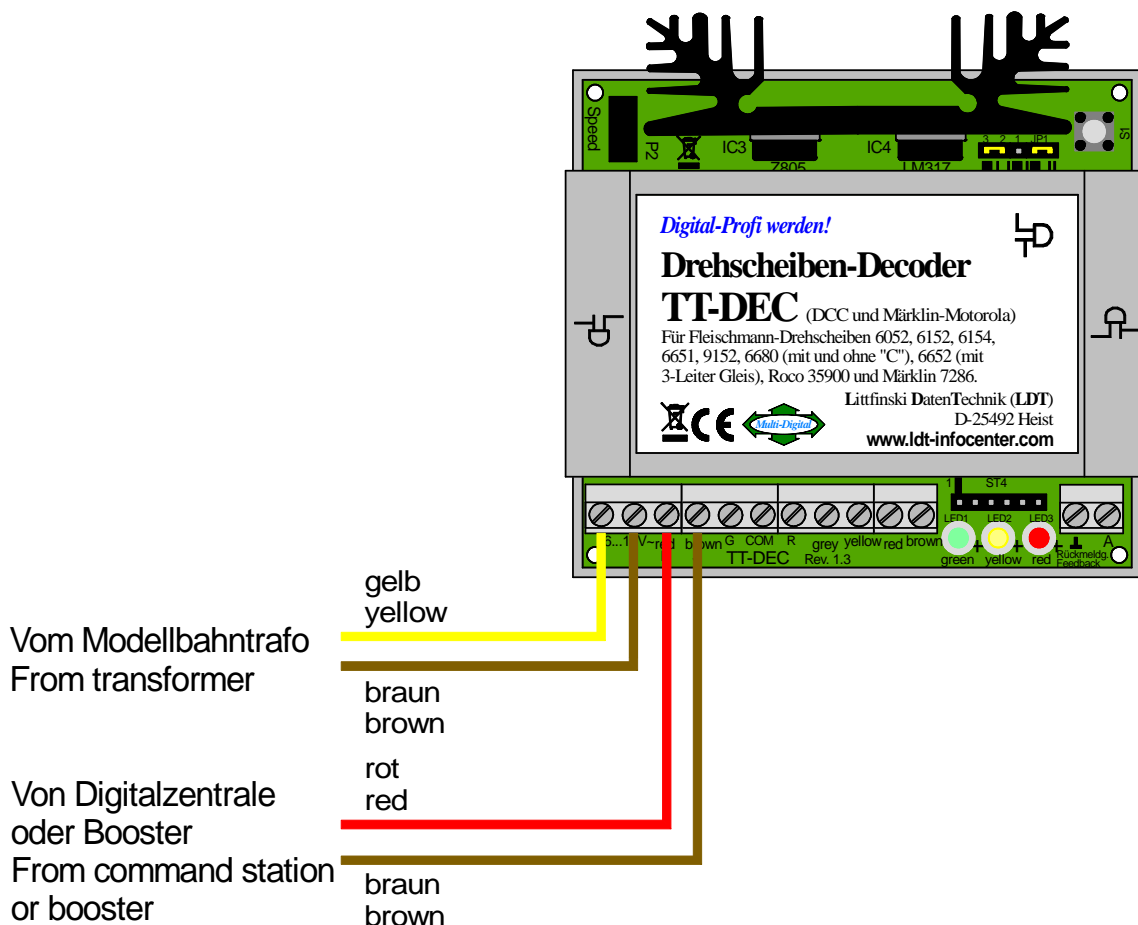 Speed
P2
IC3
Z805
IC4
LM317
3 2 1 JP1
S1
Digital-Profi werden!
Drehscheiben-Decoder
TT-DEC (DCC und Märklin-Motorola)
Für Fleischmann-Drehscheiben 6052, 6152, 6154,
6651, 9152, 6680 (mit und ohne "C"), 6652 (mit
3-Leiter Gleis), Roco 35900 und Märklin 7286.
Littfinski DatenTechnik (LDT)
D-25492 Heist
www.ldt-infocenter.com
CE
Multi-Digital
1 ST4
LED1 LED2 LED3
red brown G COM R grey yellow red brown
TT-DEC Rev. 1.3
green yellow red
Rückmeldg.
Feedback
A
gelb
yellow
Vom Modellbahntrafo
From transformer
braun
brown
rot
red
Von Digitalzentrale
oder Booster
From command station
or booster
braun
brown